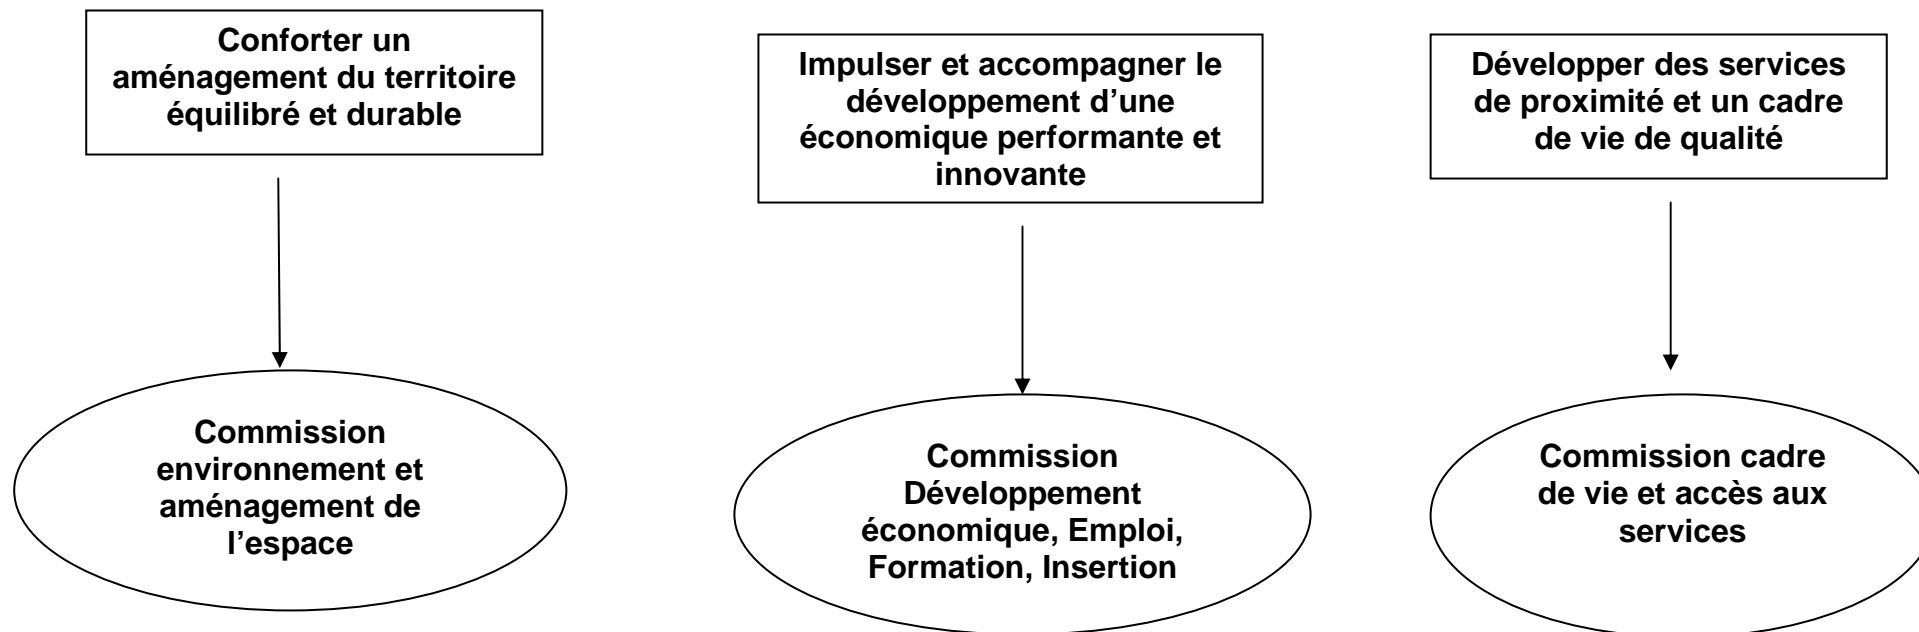 Conforter un
aménagement du territoire
équilibré et durable
Impulser et accompagner le
développement d’une
économique performante et
innovante
Développer des services
de proximité et un cadre
de vie de qualité
Commission
environnement et
aménagement de
l’espace
Commission
Développement
économique, Emploi,
Formation, Insertion
Commission cadre
de vie et accès aux
services